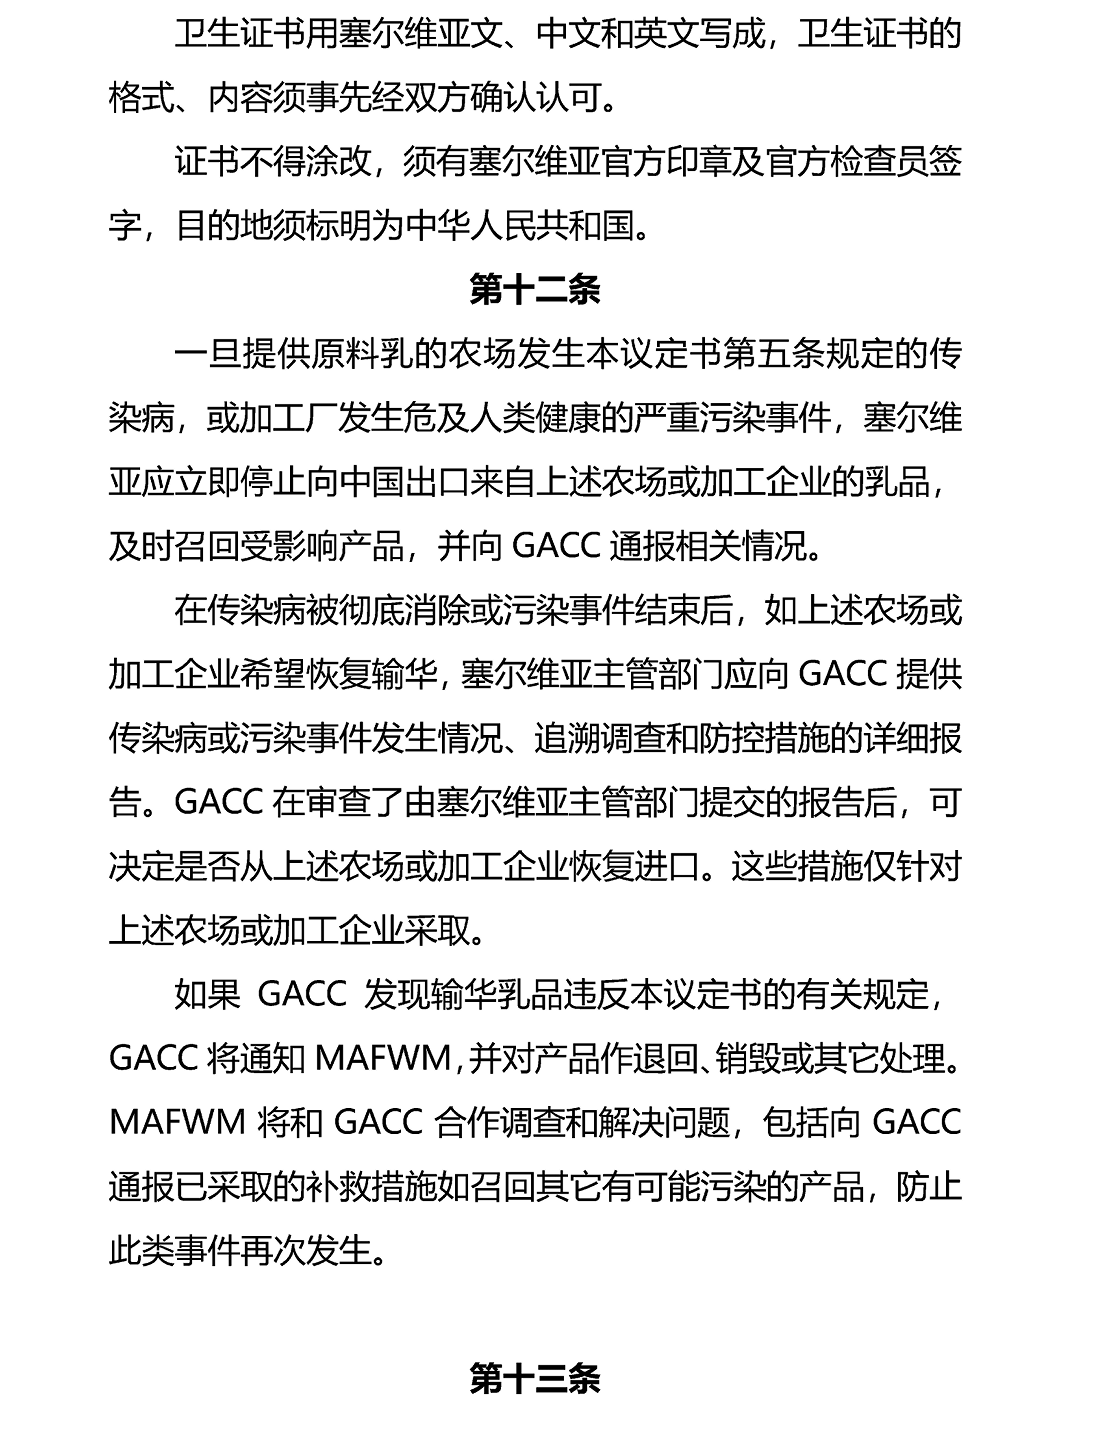 卫生证书用塞尔维亚文、中文和英文写成，卫生证书的
格式、内容须事先经双方确认认可。
证书不得涂改，须有塞尔维亚官方印章及官方检查员签
字，目的地须标明为中华人民共和国。
第十二条
一旦提供原料乳的农场发生本议定书第五条规定的传
染病，或加工厂发生危及人类健康的严重污染事件，塞尔维
亚应立即停止向中国出口来自上述农场或加工企业的乳品，
及时召回受影响产品，并向 GACC 通报相关情况。
在传染病被彻底消除或污染事件结束后，如上述农场或
加工企业希望恢复输华，塞尔维亚主管部门应向 GACC 提供
传染病或污染事件发生情况、追溯调查和防控措施的详细报
告。GACC 在审查了由塞尔维亚主管部门提交的报告后，可
决定是否从上述农场或加工企业恢复进口。这些措施仅针对
上述农场或加工企业采取。
如果 GACC 发现输华乳品违反本议定书的有关规定，
GACC 将通知 MAFWM，并对产品作退回、销毁或其它处理。
MAFWM 将和 GACC 合作调查和解决问题，包括向 GACC
通报已采取的补救措施如召回其它有可能污染的产品，防止
此类事件再次发生。
第十三条